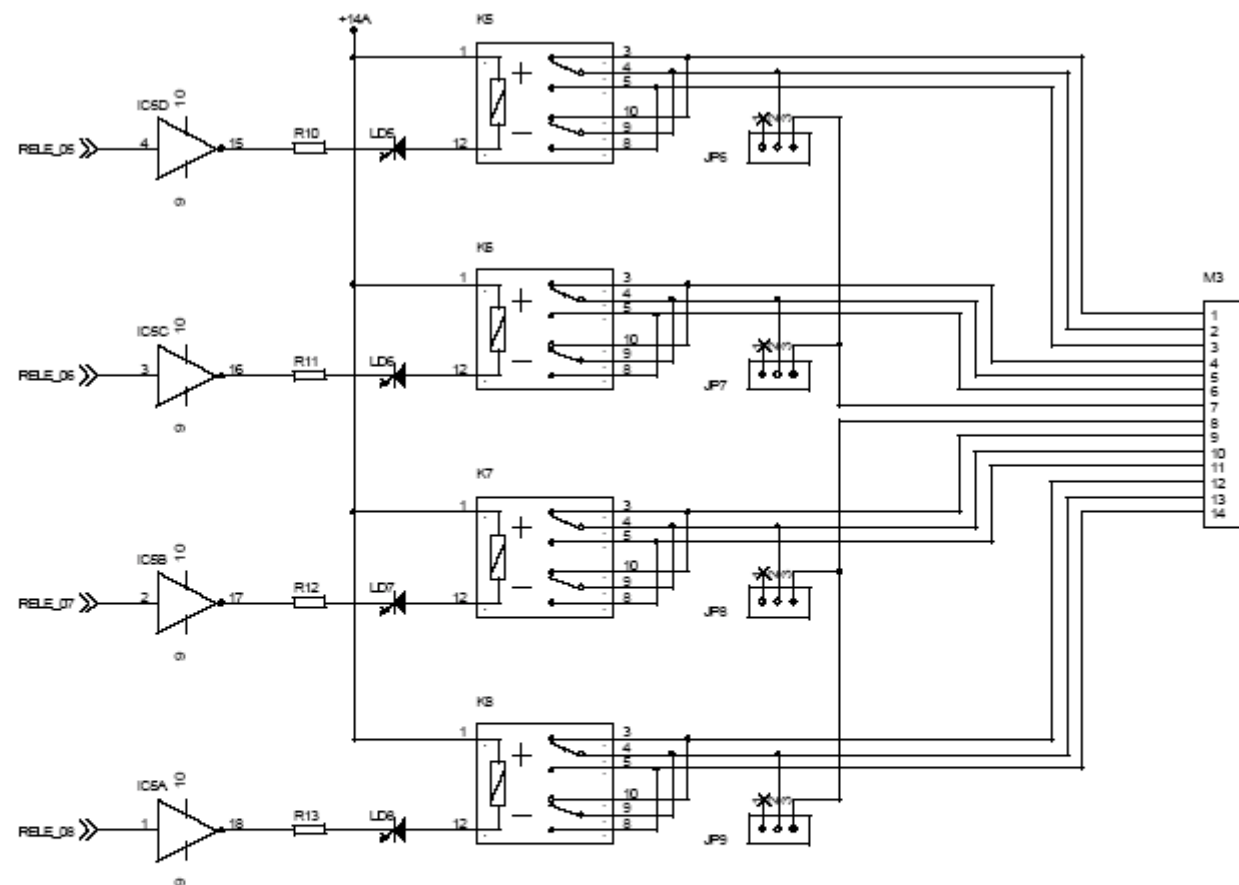 +14A
K5
1
3
4
5
10
9
8
12
IC5D
10
RELE_05
4
15
9
R10
LD5
JP6
K6
1
3
4
5
10
9
8
12
IC5C
10
RELE_06
3
16
9
R11
LD6
JP7
M3
1
2
3
4
5
6
7
8
9
10
11
12
13
14
K7
1
3
4
5
10
9
8
12
IC5B
10
RELE_07
2
17
9
R12
LD7
JP8
K8
1
3
4
5
10
9
8
12
IC5A
10
RELE_08
1
18
9
R13
LD8
JP9